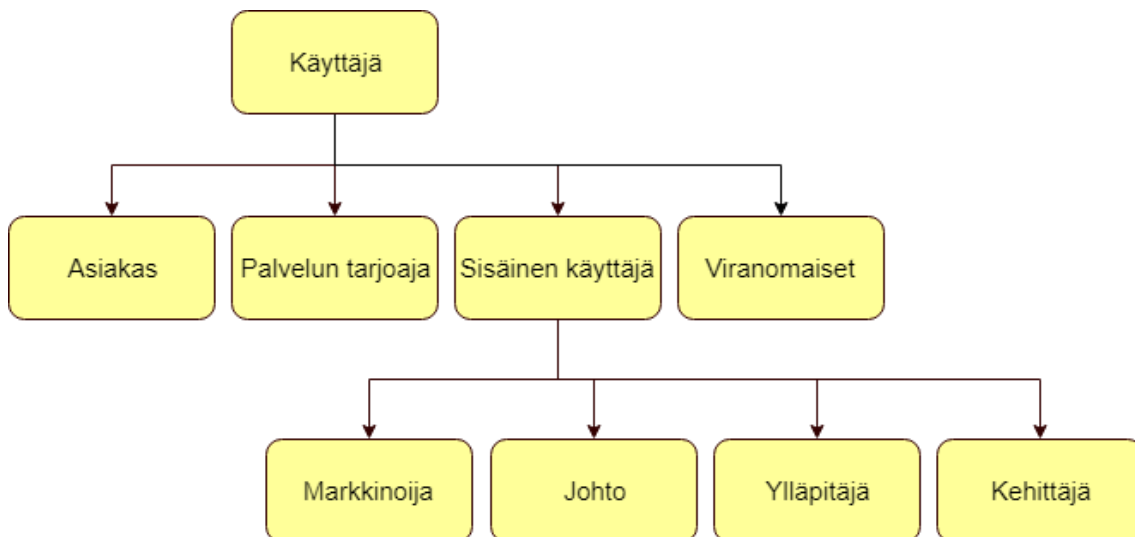 Käyttäjä
Asiakas
Palvelun tarjoaja
Sisäinen käyttäjä
Viranomaiset
Markkinoija
Johto
Ylläpitäjä
Kehittäjä